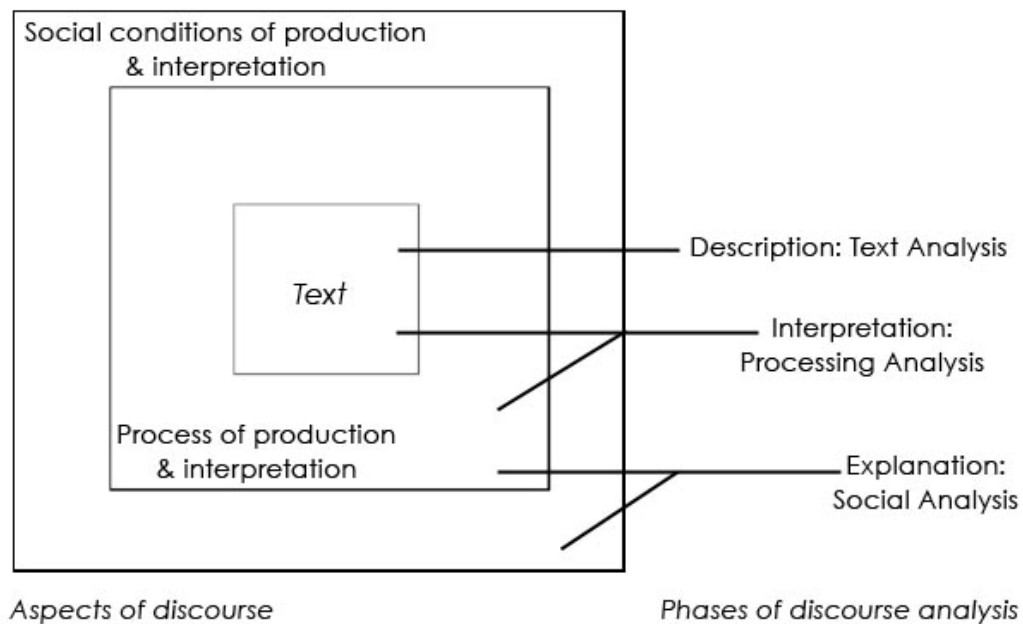 Social conditions of production
& interpretation
Text
Process of production
& interpretation
Description: Text Analysis
Interpretation:
Processing Analysis
Explanation:
Social Analysis
Aspects of discourse
Phases of discourse analysis